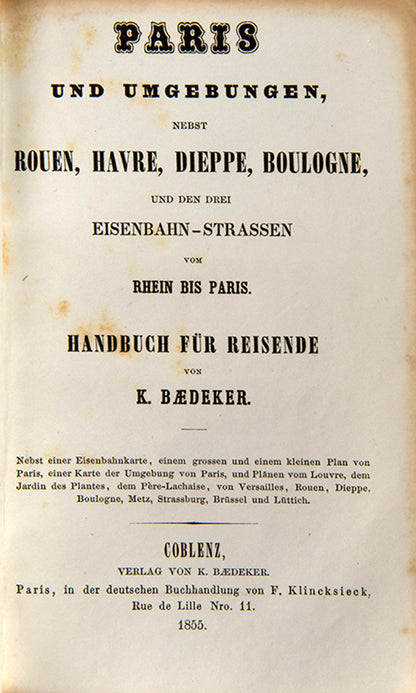 PARIS
UND UMGEBUNGEN,
NEBST
ROUEN, HAVRE, DIEPPE, BOULOGNE,
UND DEN DREI
EISENBAHN-STRASSEN
VOM
RHEIN BIS PARIS.
HANDBUCH FÜR REISENDE
VON
K. BÆDEKER.
Nebst einer Eisenbahnkarte, einem grossen und einem kleinen Plan von
Paris, einer Karte der Umgebung von Paris, und Plänen vom Louvre, dem
Jardin des Plantes, dem Père-Lachaise, von Versailles, Rouen, Dieppe,
Boulogne, Metz, Strassburg, Brüssel und Lüttich.
COBLENZ,
VERLAG VON K. BÆDEKER.
Paris, in der deutschen Buchhandlung von F. Klincksieck,
Rue de Lille Nro. 11.
1855.